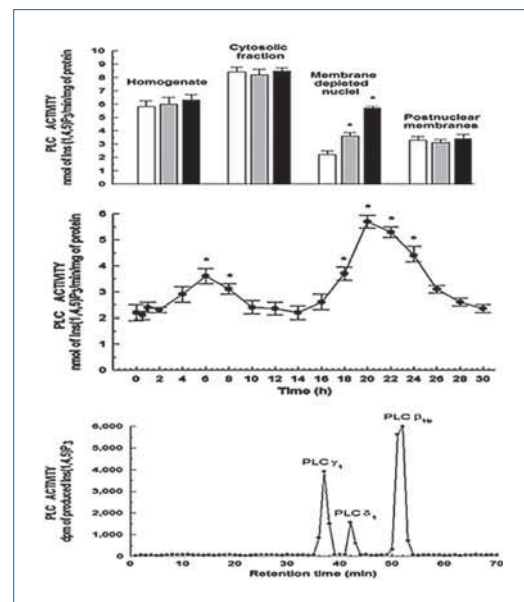 PLC ACTIVITY
nmol of Ins(1,4,5)P3/min/mg of protein
10
9
8
7
6
5
4
3
2
1
0
Homogenate
Cytosolic
fraction
Membrane
depleted
nuclei
Postnuclear
membranes
* *
PLC ACTIVITY
nmol of Ins(1,4,5)P3/min/mg of protein
6
5
4
3
2
1
0
* * * * * *
0 2 4 6 8 10 12 14 16 18 20 22 24 26 28 30
Time (h)
PLC ACTIVITY
dpm of produced Ins(1,4,5)P3
6,000
5,000
4,000
3,000
2,000
1,000
0
PLC γ1
PLC δ1
PLC β1b
0 10 20 30 40 50 60 70
Retention time (min)